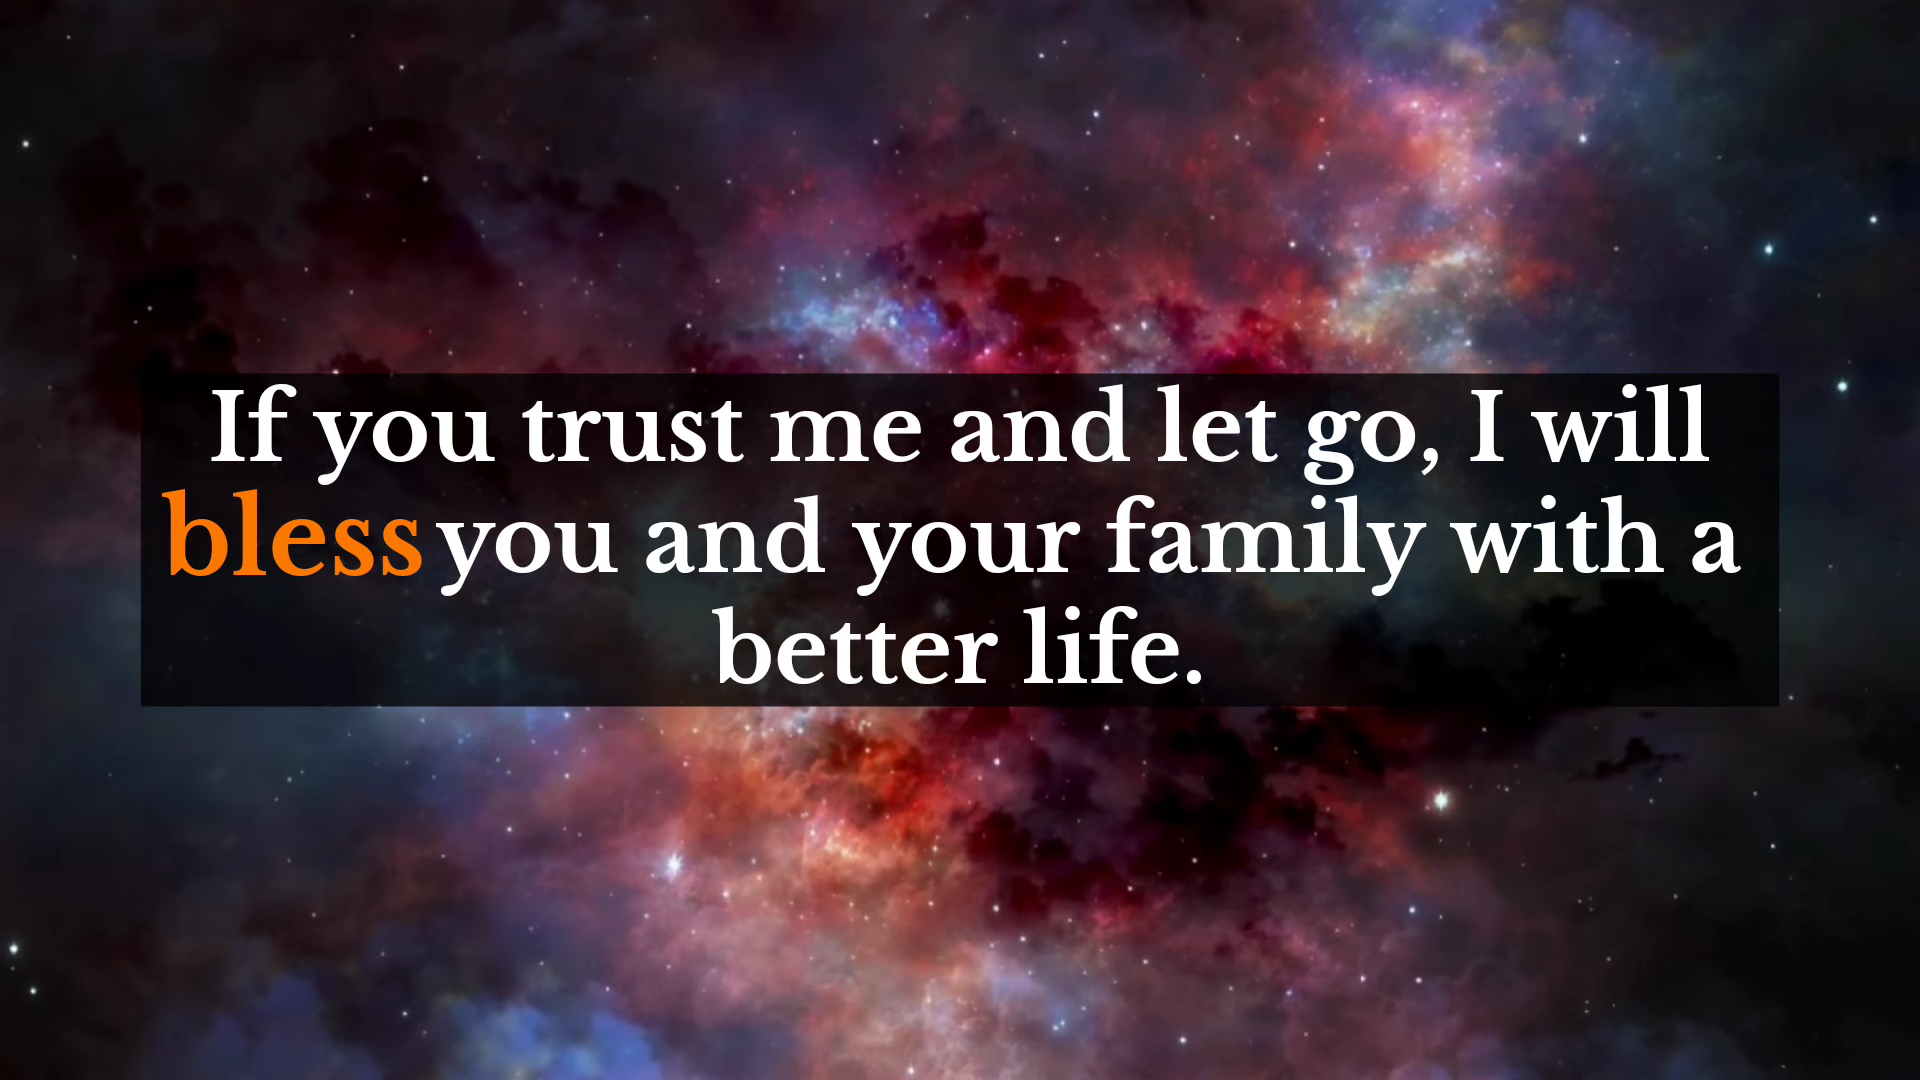 If you trust me and let go, I will
bless you and your family with a
better life.